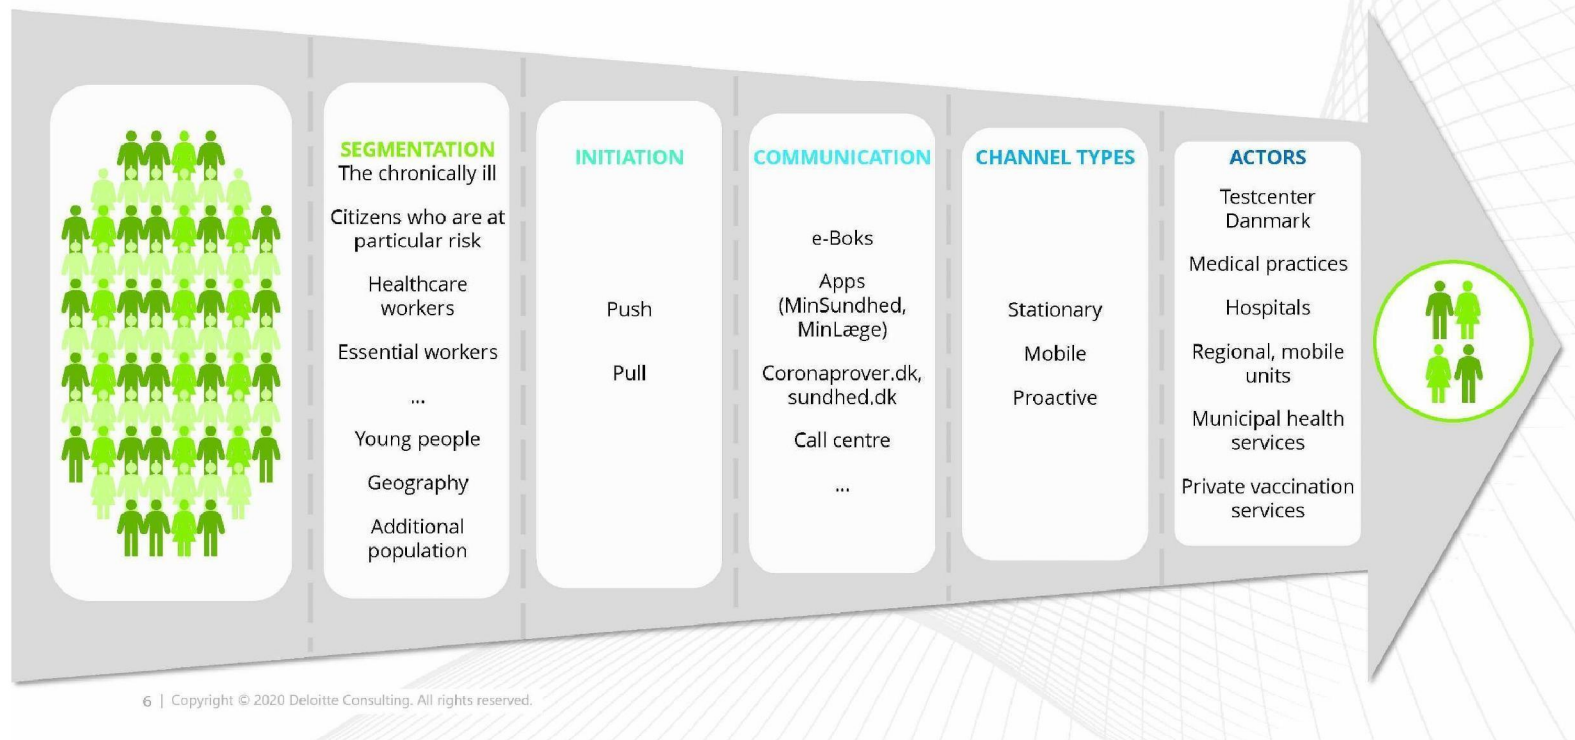 SEGMENTATION
The chronically ill
Citizens who are at
particular risk
Healthcare
workers
Essential workers
...
Young people
Geography
Additional
population
INITIATION
Push
Pull
COMMUNICATION
e-Boks
Apps
(MinSundhed,
MinLæge)
Coronaprover.dk,
sundhed.dk
Call centre
...
CHANNEL TYPES
Stationary
Mobile
Proactive
ACTORS
Testcenter
Danmark
Medical practices
Hospitals
Regional, mobile
units
Municipal health
services
Private vaccination
services
6 | Copyright © 2020 Deloitte Consulting. All rights reserved.